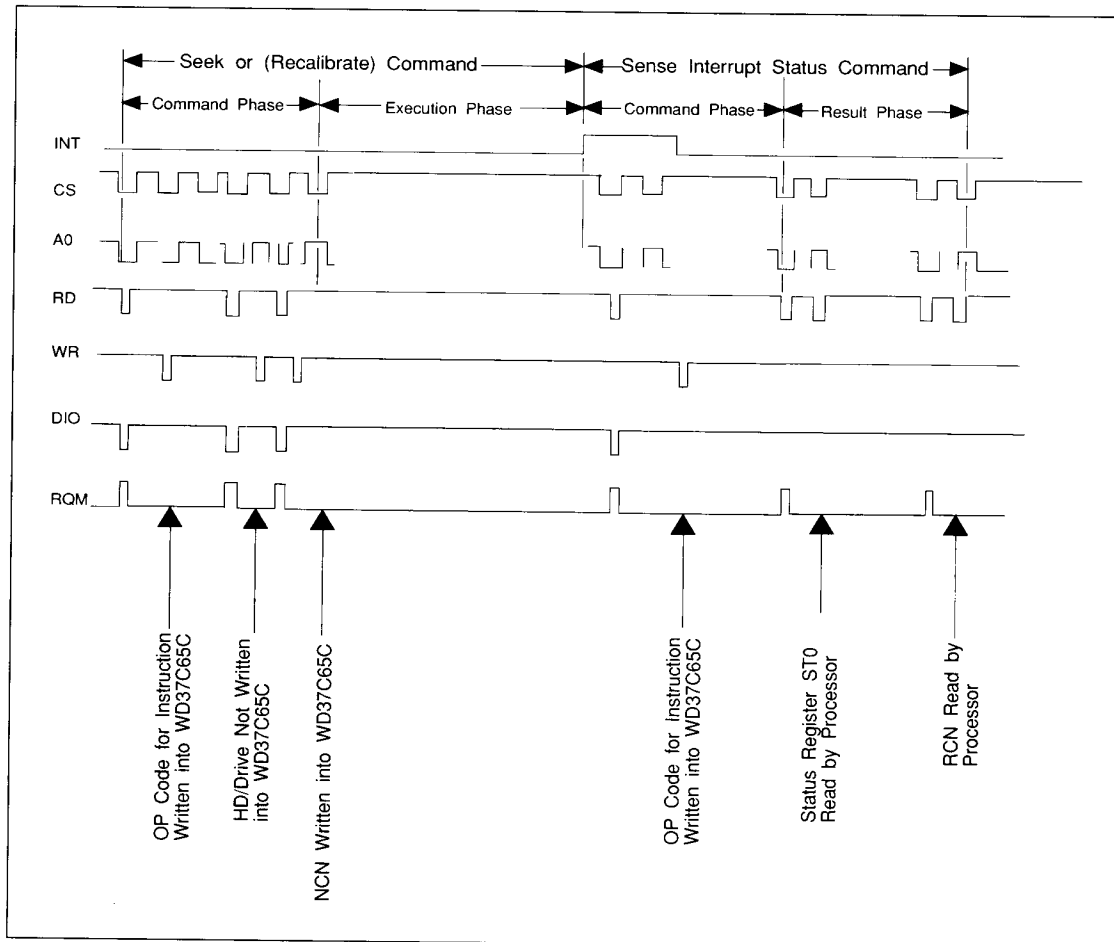 Seek or (Recalibrate) Command
Sense Interrupt Status Command
Command Phase
Execution Phase
Command Phase
Result Phase
INT
CS
A0
RD
WR
DIO
RQM
OP Code for Instruction
Written into WD37C65C
HD/Drive Not Written
into WD37C65C
NCN Written into WD37C65C
OP Code for Instruction
Written into WD37C65C
Status Register ST0
Read by Processor
RCN Read by
Processor